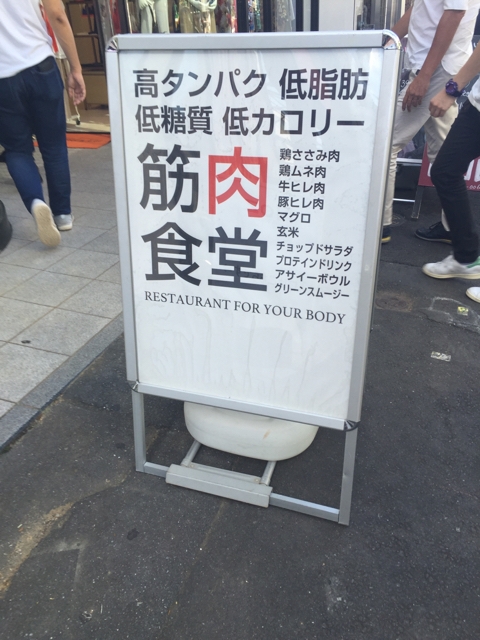 高タンパク 低脂肪
低糖質 低カロリー
筋肉
食堂
鶏ささみ肉
鶏ムネ肉
牛ヒレ肉
豚ヒレ肉
マグロ
玄米
チョップドサラダ
プロテインドリンク
アサイーボウル
グリーンスムージー
RESTAURANT FOR YOUR BODY